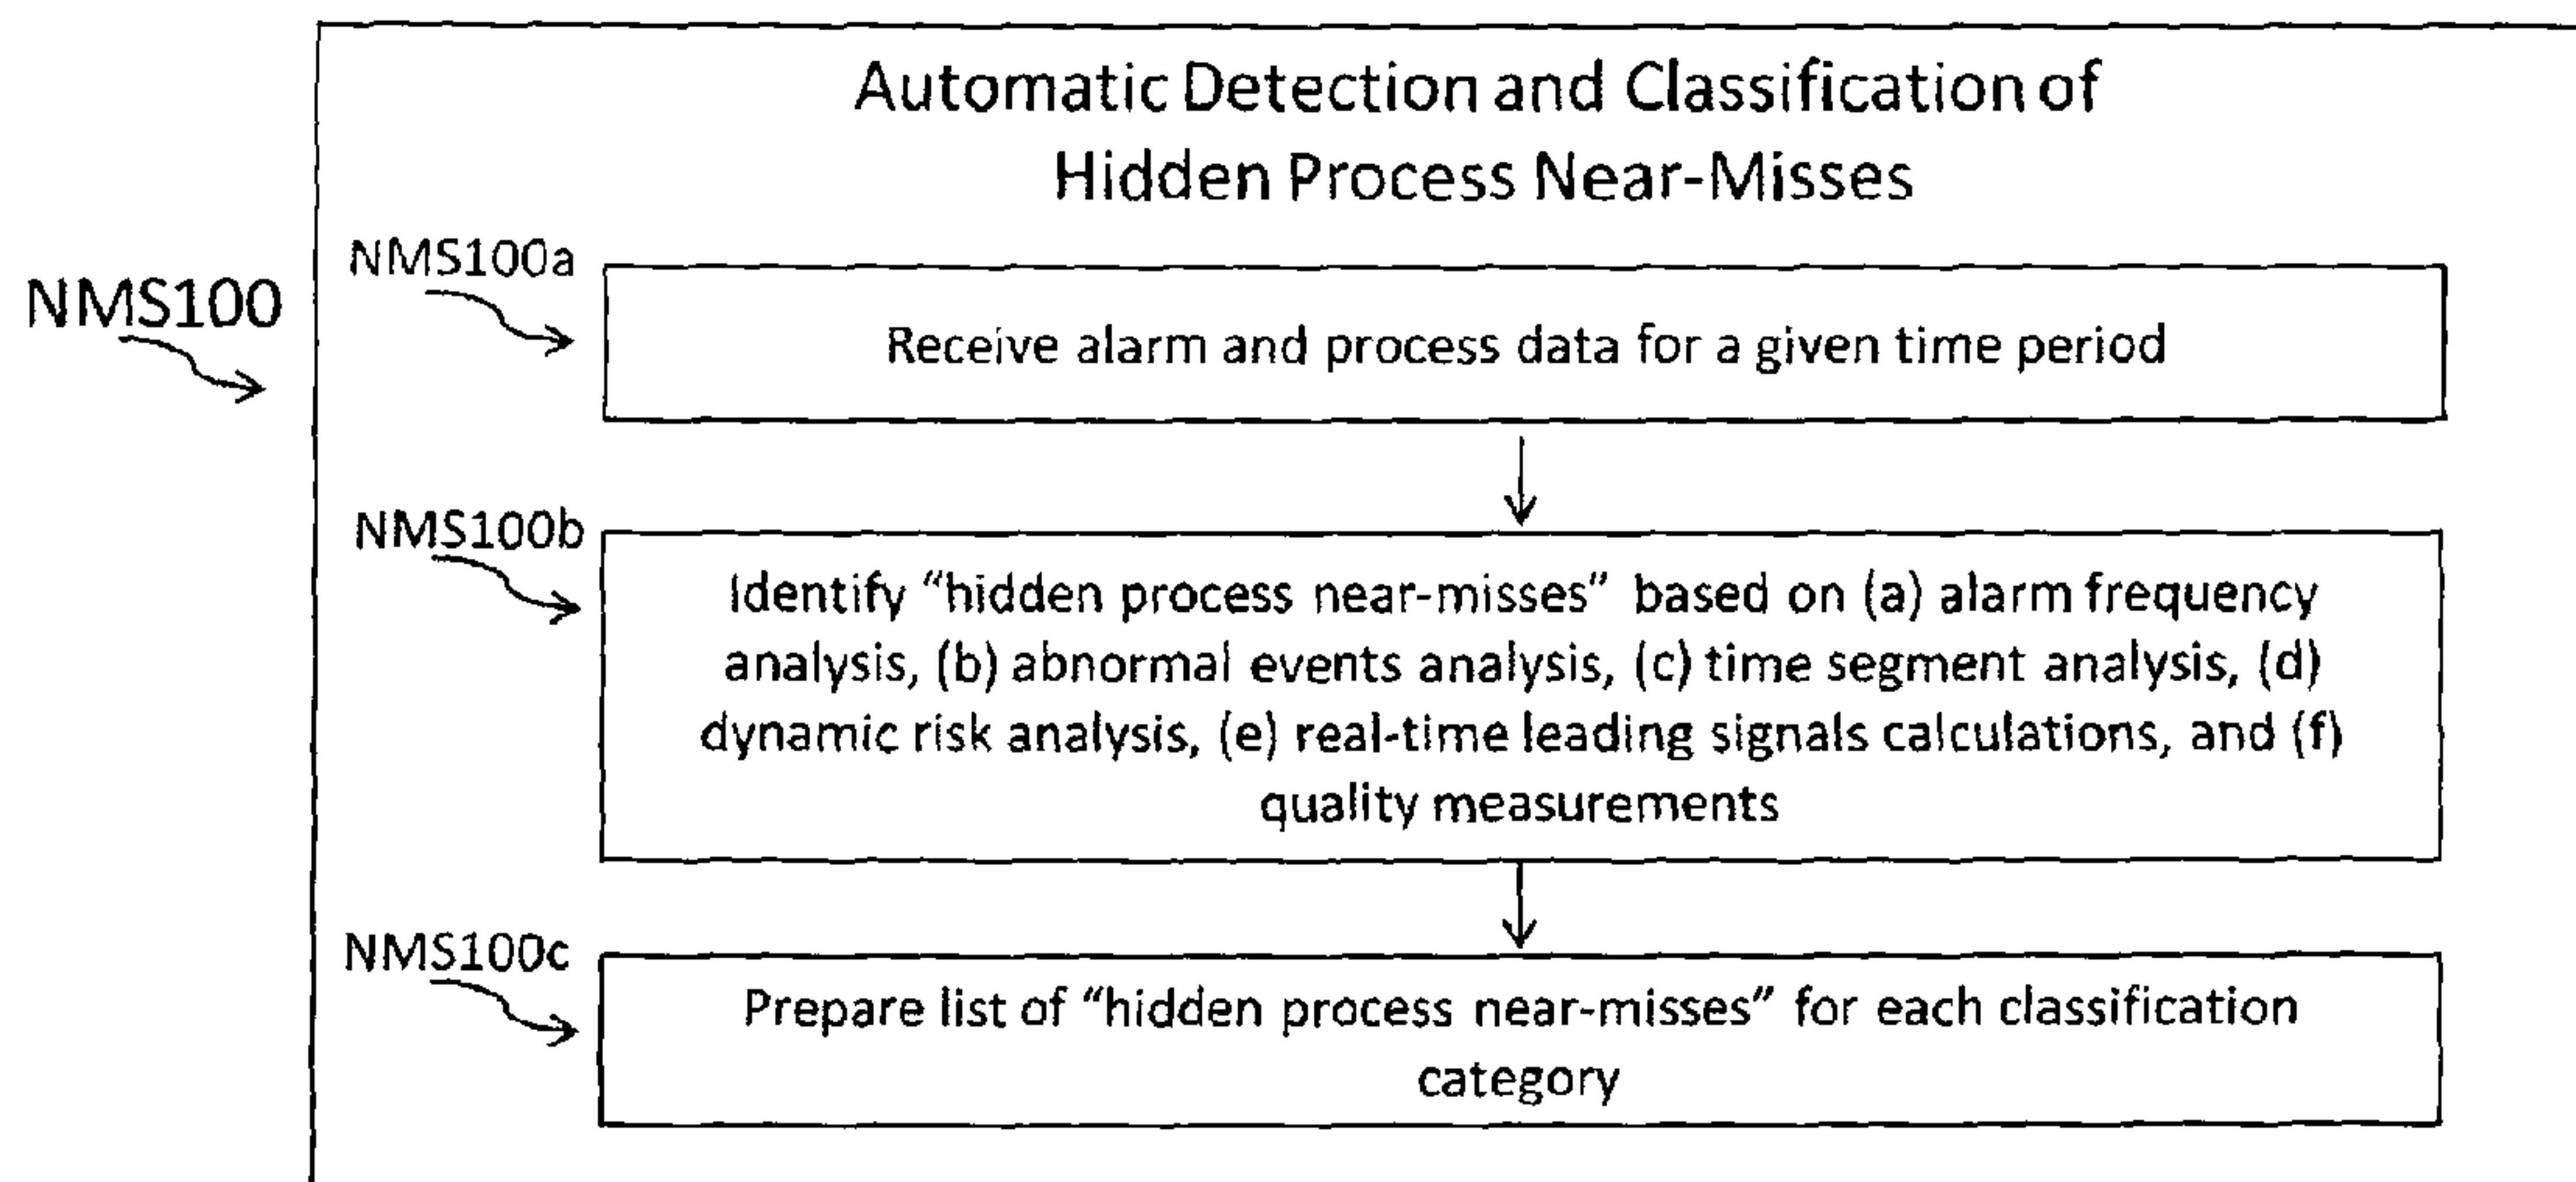 Automatic Detection and Classification of
Hidden Process Near-Misses
NMS100
NMS100a
Receive alarm and process data for a given time period
NMS100b
Identify “hidden process near-misses” based on (a) alarm frequency
analysis, (b) abnormal events analysis, (c) time segment analysis, (d)
dynamic risk analysis, (e) real-time leading signals calculations, and (f)
quality measurements
NMS100c
Prepare list of “hidden process near-misses” for each classification
category